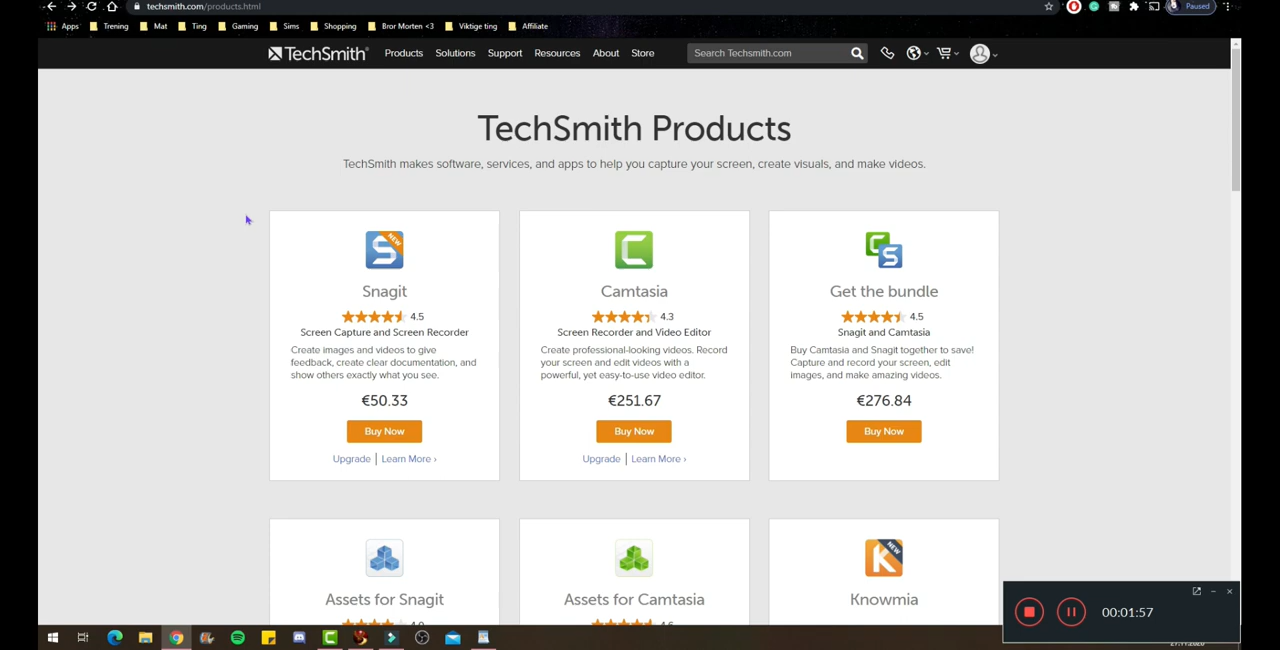 techsmith.com/products.html
Paused
Apps Trening Mat Ting Gaming Sims Shopping Bror Morten <3 Viktige ting Affiliate
TechSmith Products Solutions Support Resources About Store Search Techsmith.com
TechSmith Products
TechSmith makes software, services, and apps to help you capture your screen, create visuals, and make videos.
S NEW
Snagit
4.5
Screen Capture and Screen Recorder
Create images and videos to give
feedback, create clear documentation, and
show others exactly what you see.
€50.33
Buy Now
Upgrade | Learn More ›
C
Camtasia
4.3
Screen Recorder and Video Editor
Create professional-looking videos. Record
your screen and edit videos with a
powerful, yet easy-to-use video editor.
€251.67
Buy Now
Upgrade | Learn More ›
C S
Get the bundle
4.5
Snagit and Camtasia
Buy Camtasia and Snagit together to save!
Capture and record your screen, edit
images, and make amazing videos.
€276.84
Buy Now
Assets for Snagit
Assets for Camtasia
K NEW
Knowmia
00:01:57